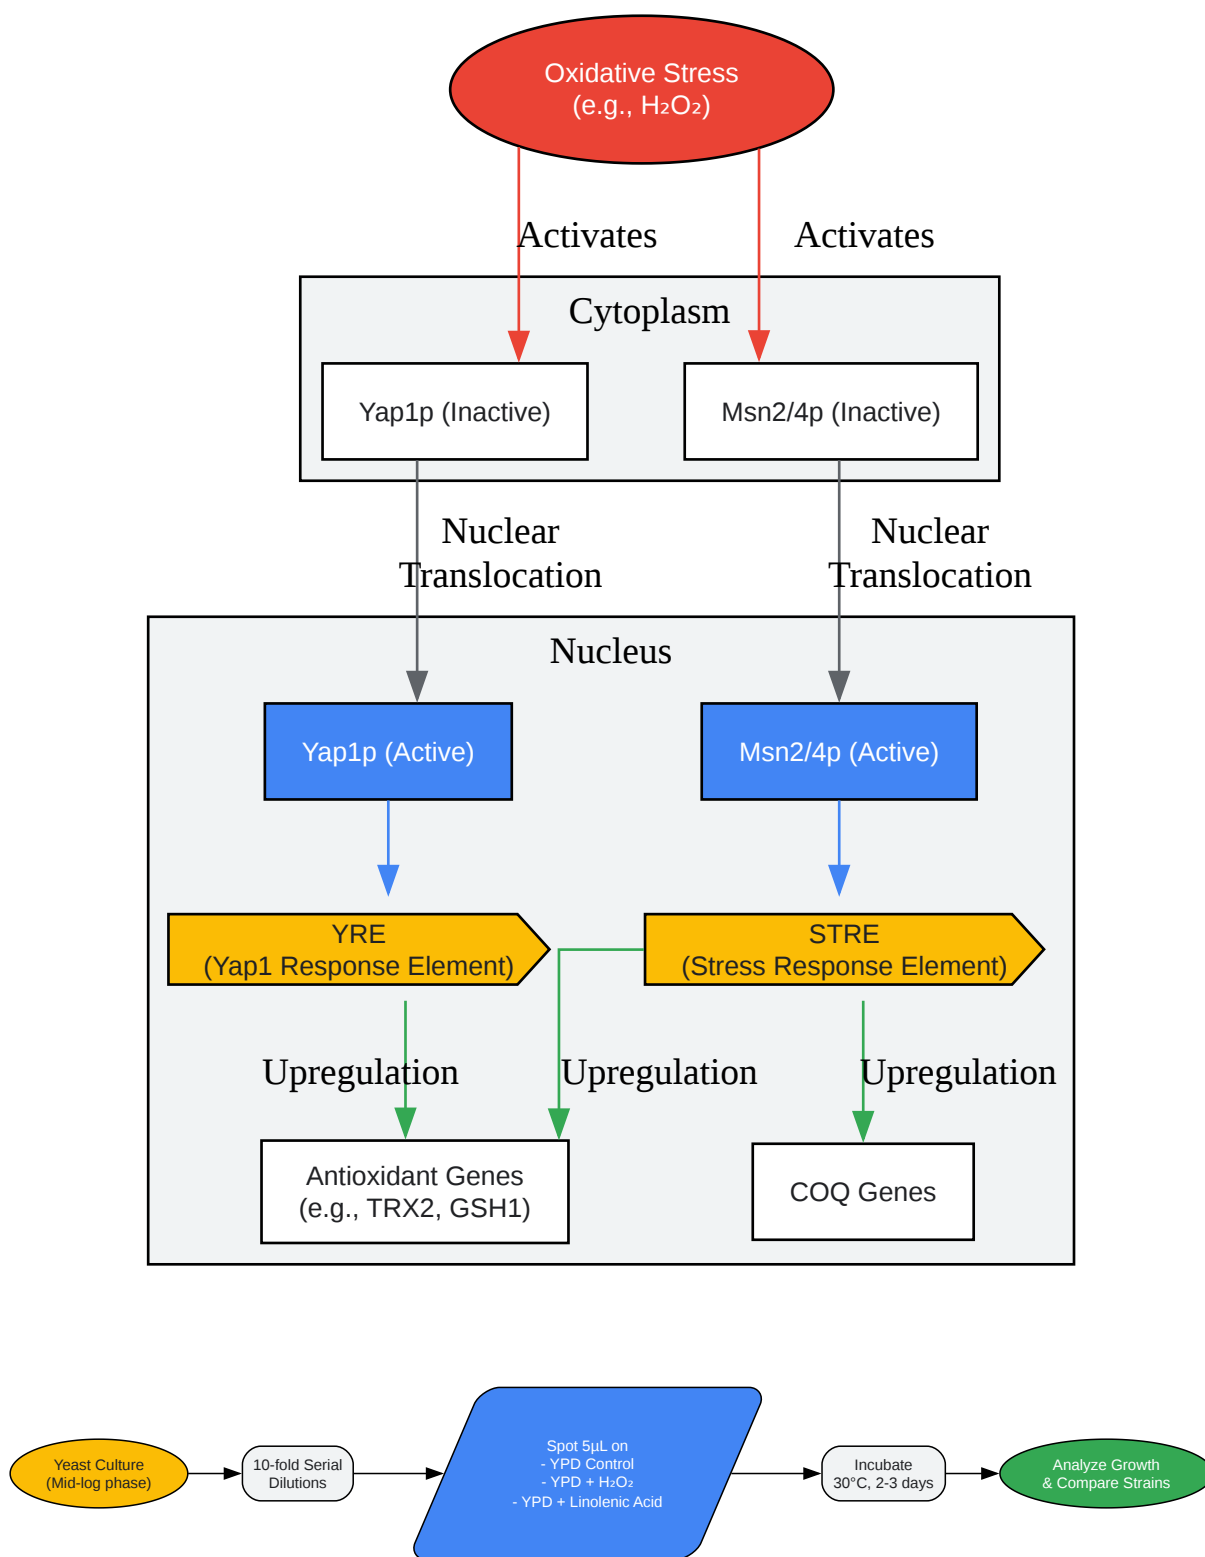 Oxidative Stress
(e.g., H₂O₂)
Activates
Activates
Cytoplasm
Yap1p (Inactive)
Msn2/4p (Inactive)
Nuclear
Translocation
Nuclear
Translocation
Nucleus
Yap1p (Active)
Msn2/4p (Active)
YRE
(Yap1 Response Element)
STRE
(Stress Response Element)
Upregulation
Upregulation
Upregulation
Antioxidant Genes
(e.g., TRX2, GSH1)
COQ Genes
Yeast Culture
(Mid-log phase)
10-fold Serial
Dilutions
Spot 5µL on
- YPD Control
- YPD + H₂O₂
- YPD + Linolenic Acid
Incubate
30°C, 2-3 days
Analyze Growth
& Compare Strains